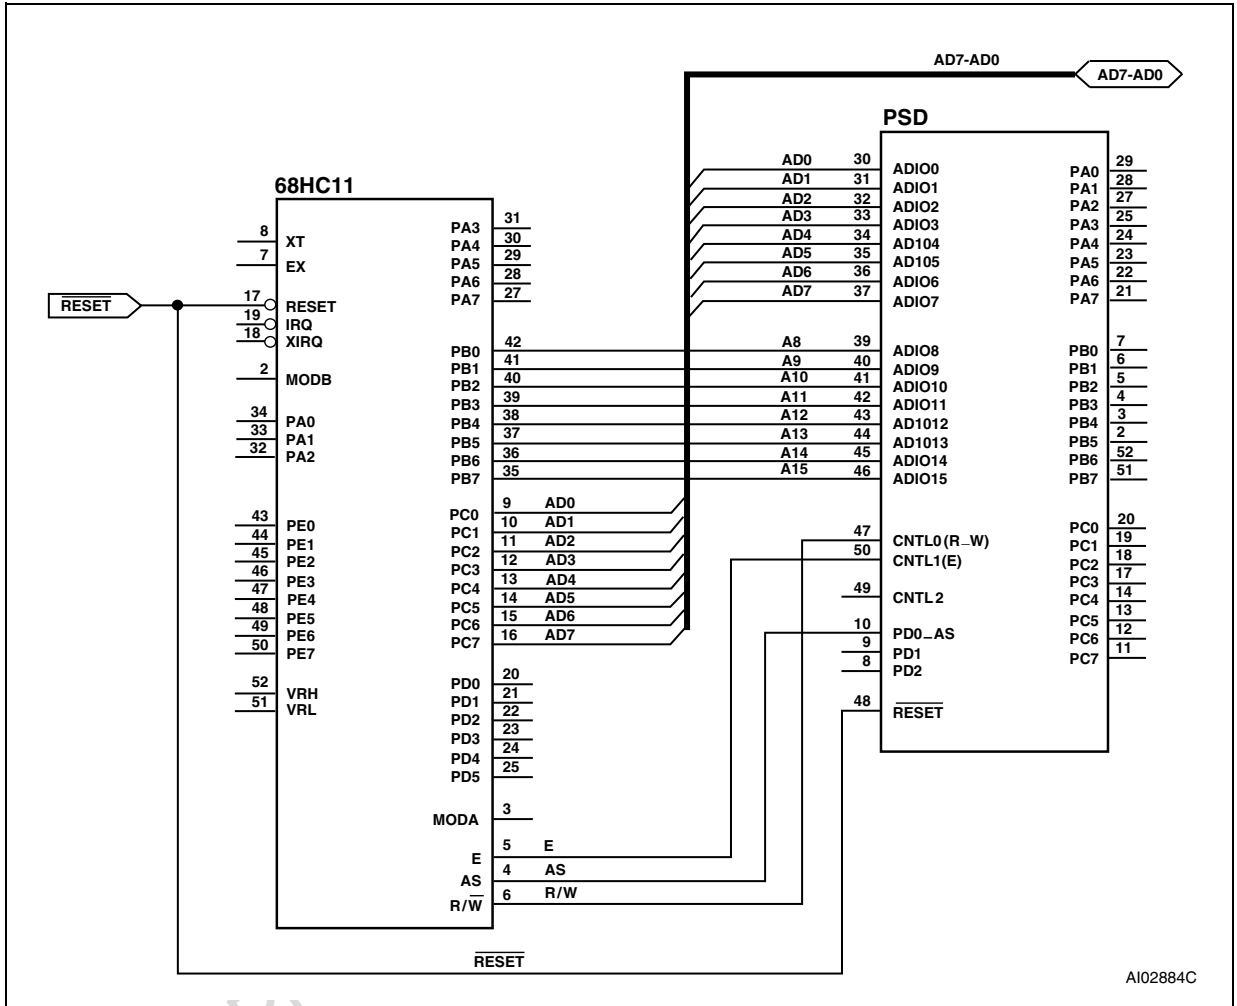 AD7-AD0
AD7-AD0
PSD
68HC11
RESET
8 XT
7 EX
17 RESET
19 IRQ
18 XIRQ
2 MODB
34 PA0
33 PA1
32 PA2
43 PE0
44 PE1
45 PE2
46 PE3
47 PE4
48 PE5
49 PE6
50 PE7
52 VRH
51 VRL
PA3 31
PA4 30
PA5 29
PA6 28
PA7 27
PB0 42
PB1 41
PB2 40
PB3 39
PB4 38
PB5 37
PB6 36
PB7 35
PC0 9 AD0
PC1 10 AD1
PC2 11 AD2
PC3 12 AD3
PC4 13 AD4
PC5 14 AD5
PC6 15 AD6
PC7 16 AD7
PD0 20
PD1 21
PD2 22
PD3 23
PD4 24
PD5 25
MODA 3
E 5 E
AS 4 AS
R/W 6 R/W
AD0 30 ADIO0
AD1 31 ADIO1
AD2 32 ADIO2
AD3 33 ADIO3
AD4 34 AD104
AD5 35 AD105
AD6 36 ADIO6
AD7 37 ADIO7
A8 39 ADIO8
A9 40 ADIO9
A10 41 ADIO10
A11 42 ADIO11
A12 43 AD1012
A13 44 AD1013
A14 45 ADIO14
A15 46 ADIO15
47 CNTL0(R_W)
50 CNTL1(E)
49 CNTL2
10 PD0_AS
9 PD1
8 PD2
48 RESET
PA0 29
PA1 28
PA2 27
PA3 25
PA4 24
PA5 23
PA6 22
PA7 21
PB0 7
PB1 6
PB2 5
PB3 4
PB4 3
PB5 2
PB6 52
PB7 51
PC0 20
PC1 19
PC2 18
PC3 17
PC4 14
PC5 13
PC6 12
PC7 11
RESET
AI02884C